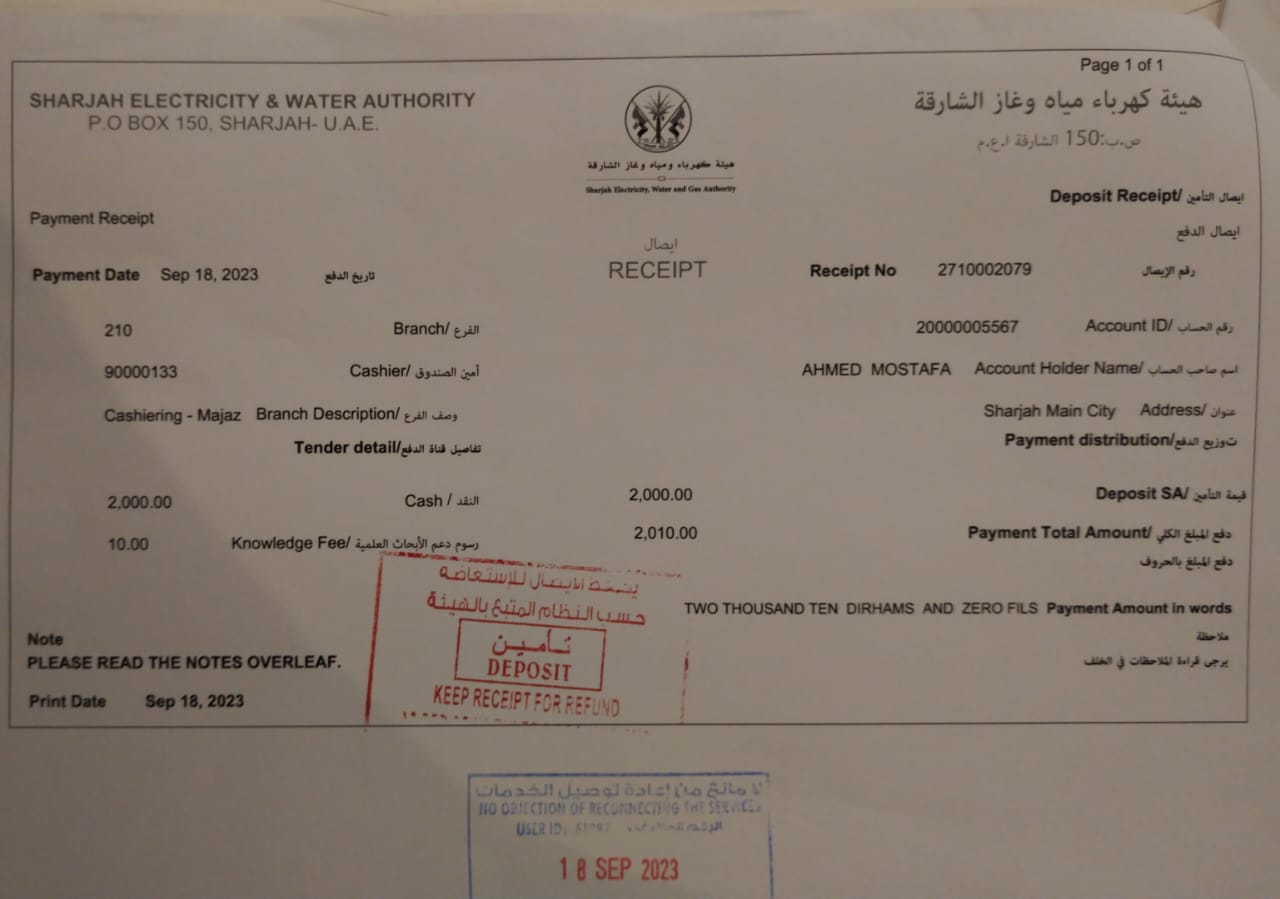 Page 1 of 1
SHARJAH ELECTRICITY & WATER AUTHORITY
هيئة كهرباء مياه وغاز الشارقة
P.O BOX 150, SHARJAH- U.A.E.
ص.ب:150 الشارقة ا.ع.م
هيئة كهرباء ومياه وغاز الشارقة
Sharjah Electricity, Water and Gas Authority
Deposit Receipt/ ايصال التأمين
Payment Receipt
ايصال الدفع
ايصال
RECEIPT
Payment Date Sep 18, 2023 تاريخ الدفع
Receipt No 2710002079 رقم الإيصال
210 Branch/ الفرع
20000005567 Account ID/ رقم الحساب
90000133 Cashier/ أمين الصندوق
AHMED MOSTAFA Account Holder Name/ اسم صاحب الحساب
Cashiering - Majaz Branch Description/ وصف الفرع
Sharjah Main City Address/ عنوان
Tender detail/تفاصيل قناة الدفع
Payment distribution/توزيع الدفع
2,000.00 Cash / النقد
2,000.00 Deposit SA/ قيمة التأمين
10.00 Knowledge Fee/ رسوم دعم الأبحاث العلمية
2,010.00 Payment Total Amount/ دفع المبلغ الكلي
دفع المبلغ بالحروف
TWO THOUSAND TEN DIRHAMS AND ZERO FILS Payment Amount in words
الايصال للإستعاضه
حسب النظام المتبع بالهيئة
تأمين
DEPOSIT
KEEP RECEIPT FOR REFUND
Note
ملاحظة
PLEASE READ THE NOTES OVERLEAF.
يرجى قراءة الملاحظات في الخلف
Print Date Sep 18, 2023
لا مانع من إعادة توصيل الخدمات
NO OBJECTION OF RECONNECTING THE SERVICES
USER ID:
18 SEP 2023